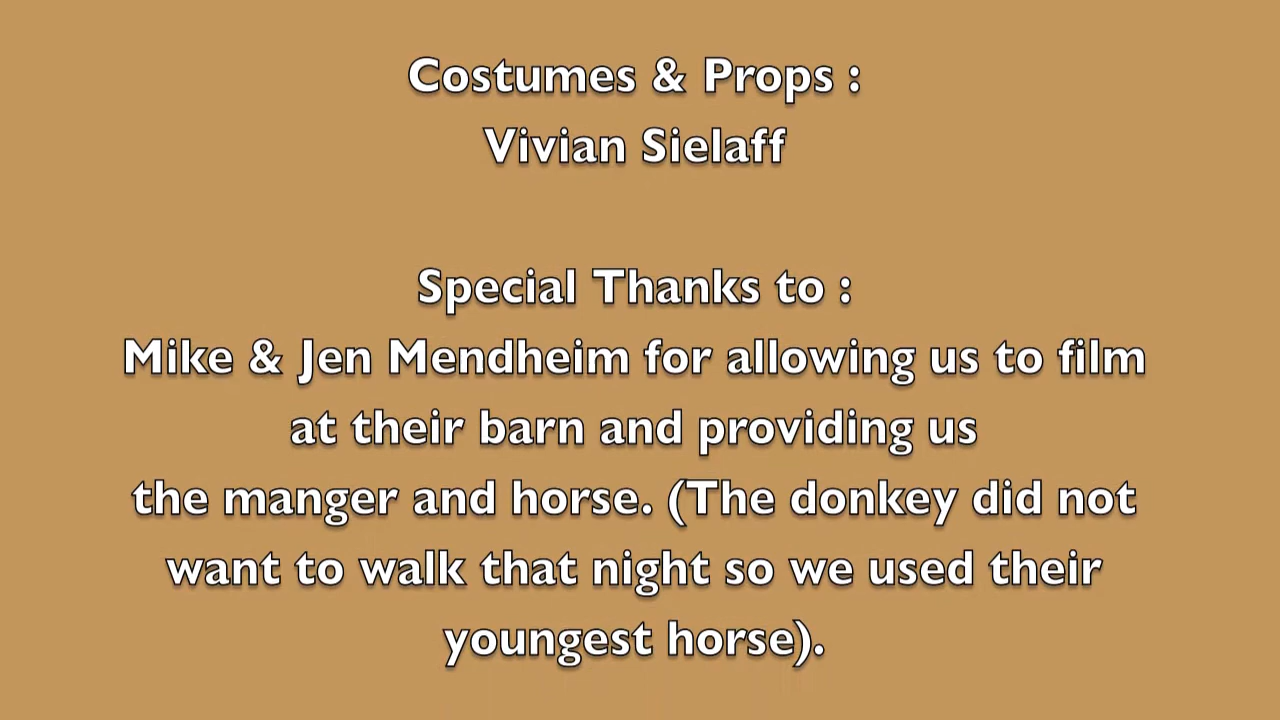 Costumes & Props :
Vivian Sielaff
Special Thanks to :
Mike & Jen Mendheim for allowing us to film
at their barn and providing us
the manger and horse. (The donkey did not
want to walk that night so we used their
youngest horse).